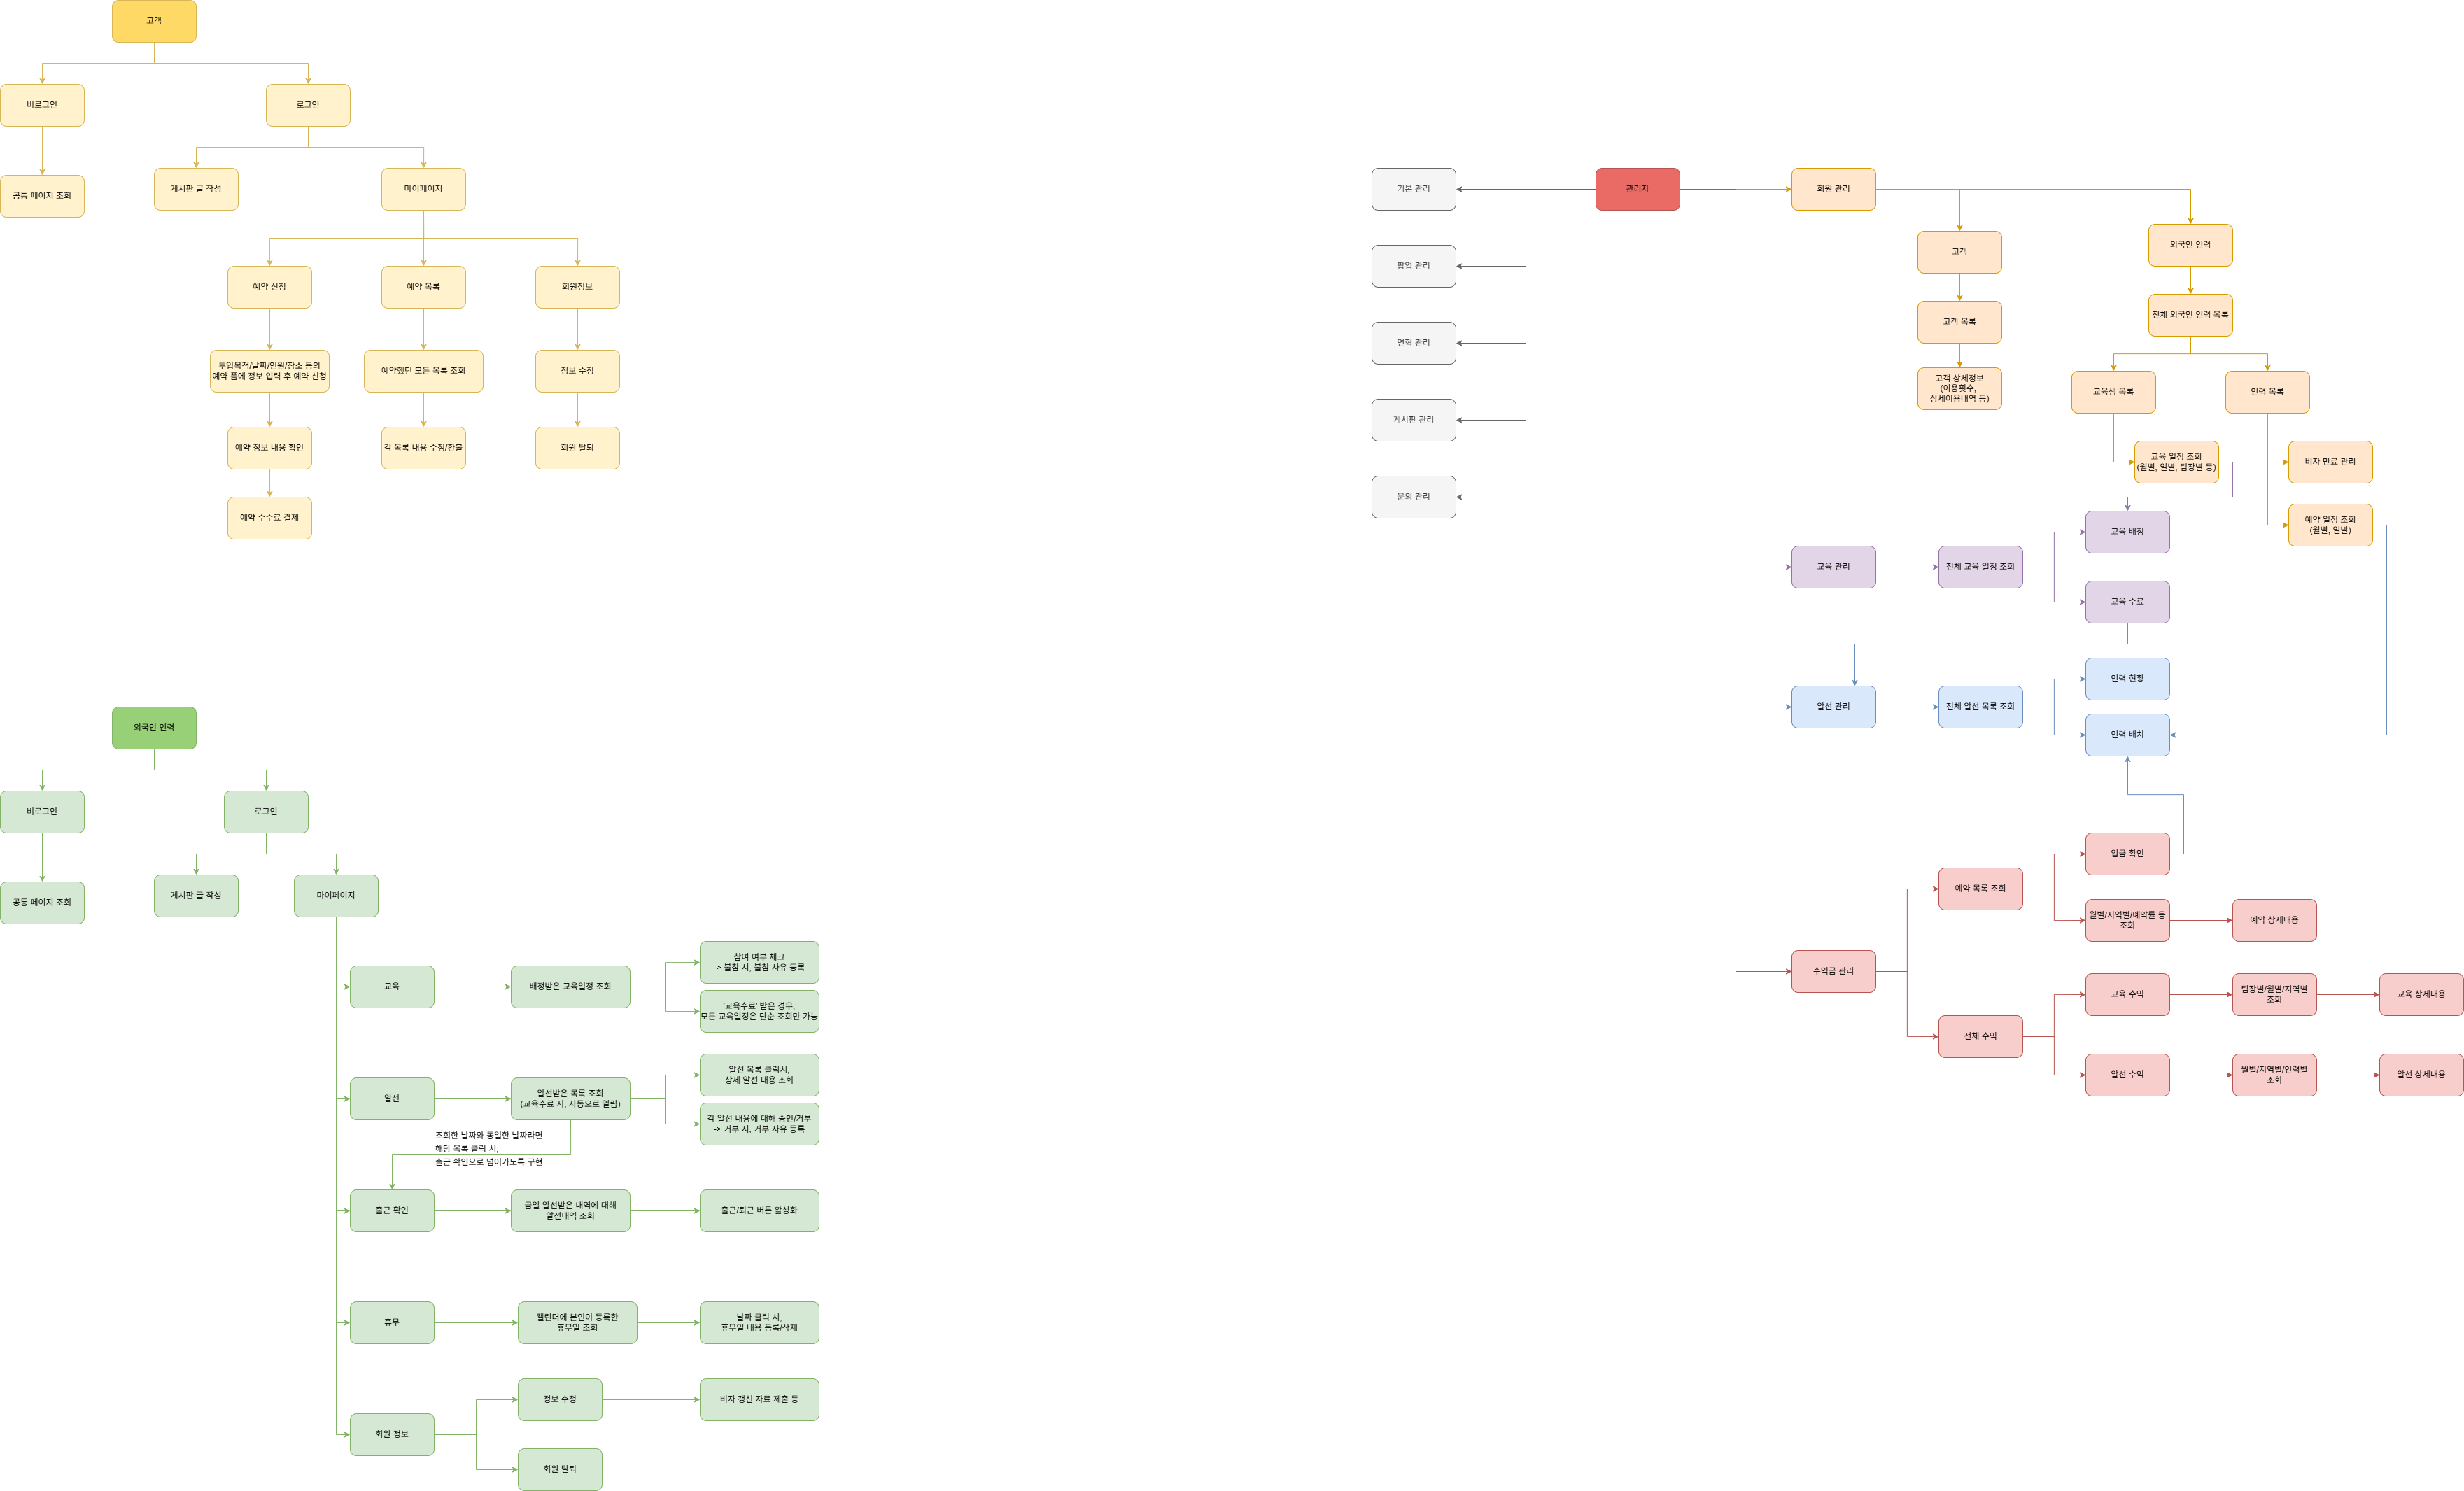 고객
비로그인
로그인
공통 페이지 조회
게시판 글 작성
마이페이지
예약 신청
예약 목록
회원정보
투입목적/날짜/인원/장소 등의
예약 폼에 정보 입력 후 예약 신청
예약했던 모든 목록 조회
정보 수정
예약 정보 내용 확인
각 목록 내용 수정/환불
회원 탈퇴
예약 수수료 결제
외국인 인력
비로그인
로그인
공통 페이지 조회
게시판 글 작성
마이페이지
교육
배정받은 교육일정 조회
참여 여부 체크
-> 불참 시, 불참 사유 등록
'교육수료' 받은 경우,
모든 교육일정은 단순 조회만 가능
알선
알선받은 목록 조회
(교육수료 시, 자동으로 열림)
알선 목록 클릭시,
상세 알선 내용 조회
각 알선 내용에 대해 승인/거부
-> 거부 시, 거부 사유 등록
조회한 날짜와 동일한 날짜라면
해당 목록 클릭 시,
출근 확인으로 넘어가도록 구현
출근 확인
금일 알선받은 내역에 대해
알선내역 조회
출근/퇴근 버튼 활성화
휴무
캘린더에 본인이 등록한
휴무일 조회
날짜 클릭 시,
휴무일 내용 등록/삭제
회원 정보
정보 수정
비자 갱신 자료 제출 등
회원 탈퇴
관리자
기본 관리
팝업 관리
연혁 관리
게시판 관리
문의 관리
회원 관리
고객
고객 목록
고객 상세정보
(이용횟수,
상세이용내역 등)
외국인 인력
전체 외국인 인력 목록
교육생 목록
인력 목록
교육 일정 조회
(월별, 일별, 팀장별 등)
비자 만료 관리
예약 일정 조회
(월별, 일별)
교육 관리
전체 교육 일정 조회
교육 배정
교육 수료
알선 관리
전체 알선 목록 조회
인력 현황
인력 배치
수익금 관리
예약 목록 조회
입금 확인
월별/지역별/예약률 등
조회
예약 상세내용
전체 수익
교육 수익
팀장별/월별/지역별
조회
교육 상세내용
알선 수익
월별/지역별/인력별
조회
알선 상세내용